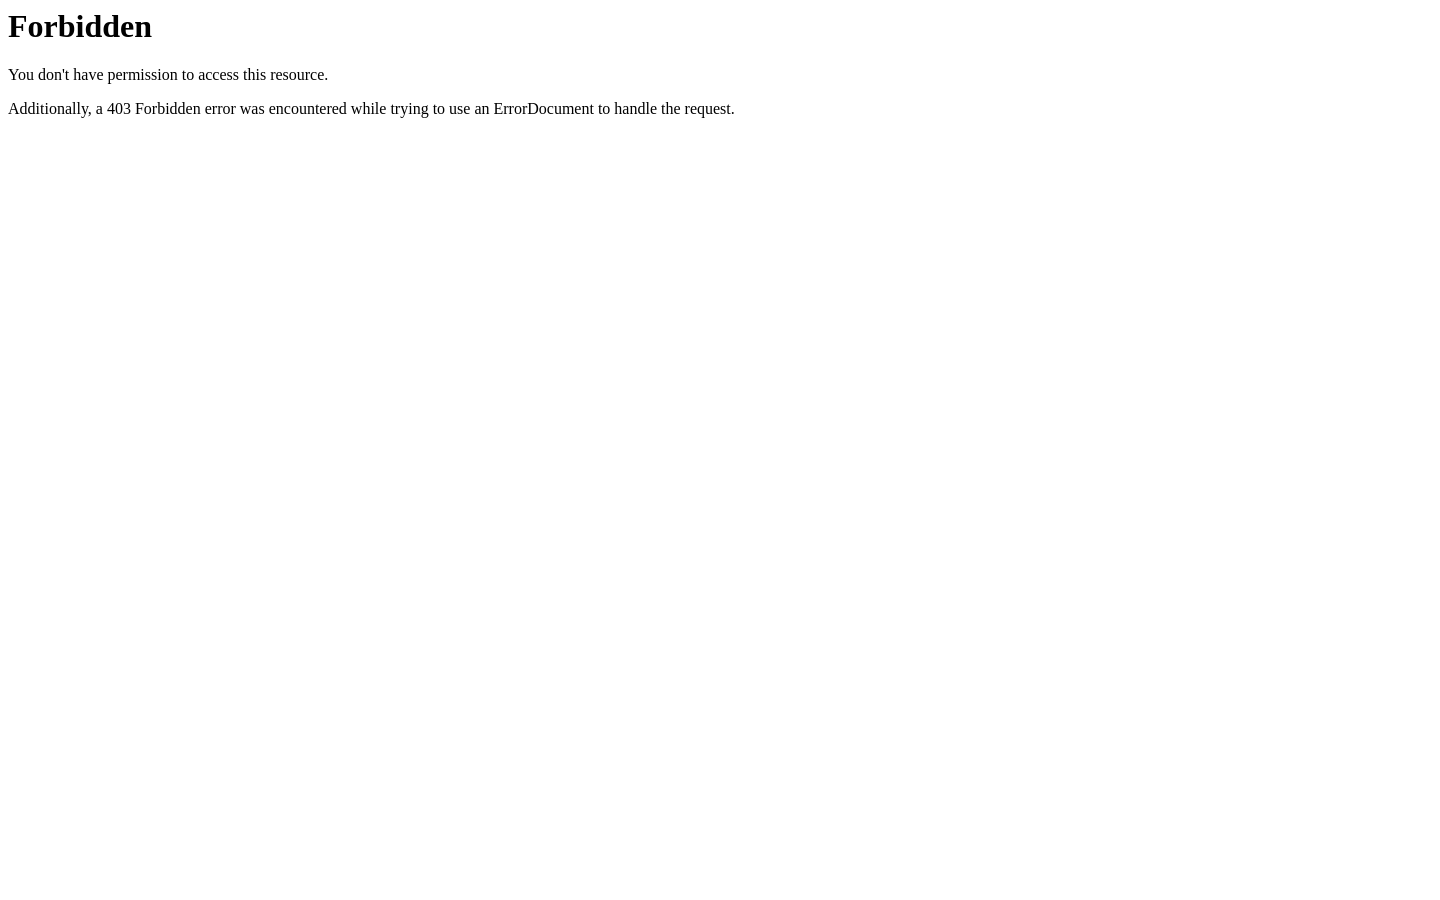 Forbidden
You don't have permission to access this resource.
Additionally, a 403 Forbidden error was encountered while trying to use an ErrorDocument to handle the request.